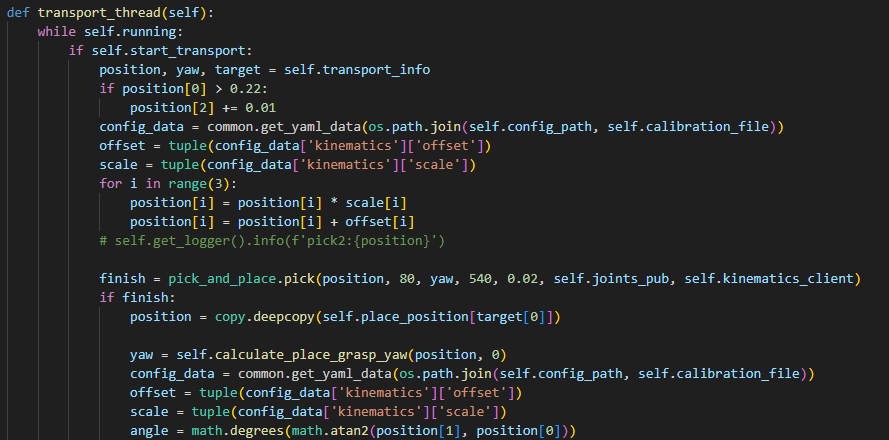 def transport_thread(self):
    while self.running:
        if self.start_transport:
            position, yaw, target = self.transport_info
            if position[0] > 0.22:
                position[2] += 0.01
            config_data = common.get_yaml_data(os.path.join(self.config_path, self.calibration_file))
            offset = tuple(config_data['kinematics']['offset'])
            scale = tuple(config_data['kinematics']['scale'])
            for i in range(3):
                position[i] = position[i] * scale[i]
                position[i] = position[i] + offset[i]
            # self.get_logger().info(f'pick2:{position}')

            finish = pick_and_place.pick(position, 80, yaw, 540, 0.02, self.joints_pub, self.kinematics_client)
            if finish:
                position = copy.deepcopy(self.place_position[target[0]])

                yaw = self.calculate_place_grasp_yaw(position, 0)
                config_data = common.get_yaml_data(os.path.join(self.config_path, self.calibration_file))
                offset = tuple(config_data['kinematics']['offset'])
                scale = tuple(config_data['kinematics']['scale'])
                angle = math.degrees(math.atan2(position[1], position[0]))